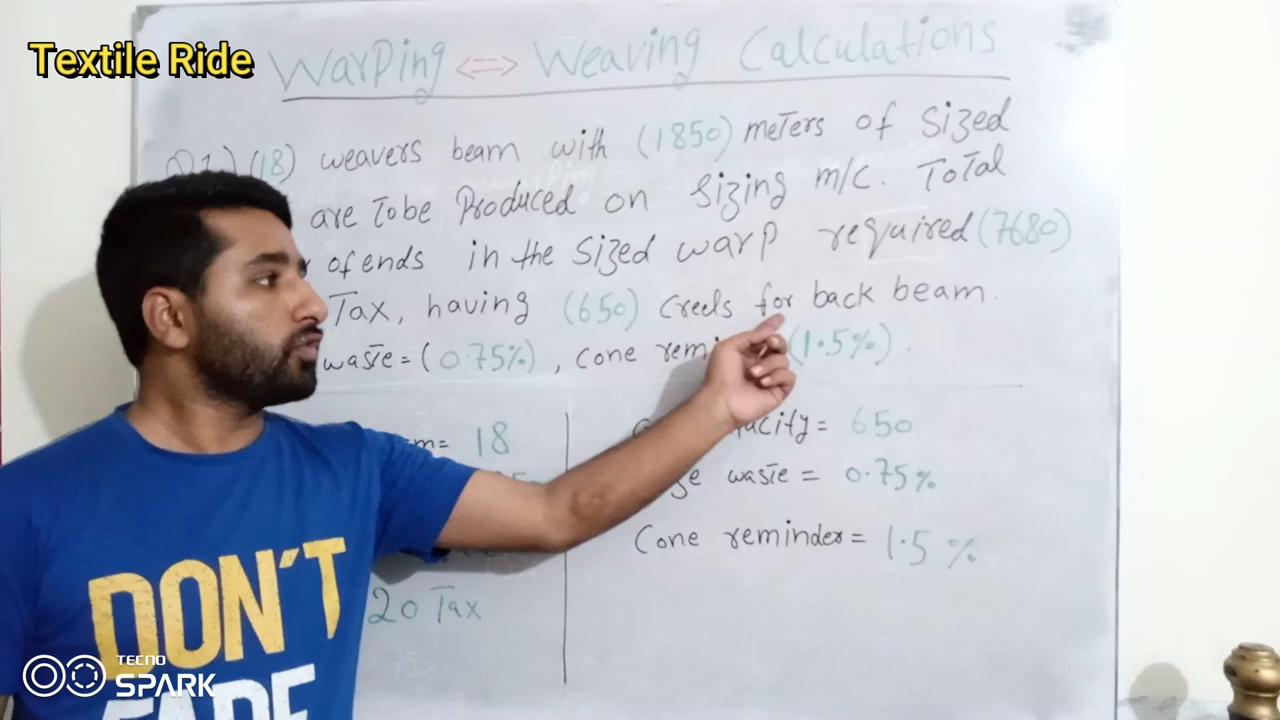 Textile Ride
WarPing <=> Weaving Calculations
Q1) (18) weavers beam with (1850) meters of Sized
are Tobe Produced on Sizing m/c. Total
of ends in the Sized warp required (7680)
Tax, having (650) Creels for back beam.
waste = (0.75%), Cone (1.5%).
= 18
Capacity = 650
waste = 0.75%
Cone reminder = 1.5 %
20 Tax
DON'T
TECNO
SPARK